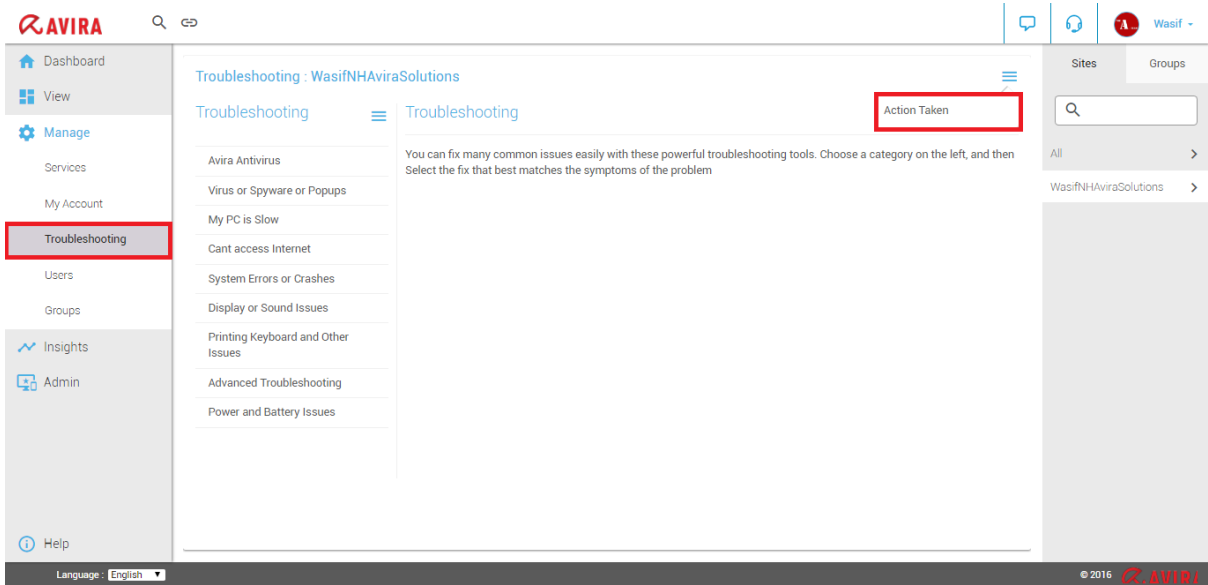 AVIRA
Wasif
Dashboard
View
Manage
Services
My Account
Troubleshooting
Users
Groups
Insights
Admin
Help
Troubleshooting : WasifNHAviraSolutions
Troubleshooting
Avira Antivirus
Virus or Spyware or Popups
My PC is Slow
Cant access Internet
System Errors or Crashes
Display or Sound Issues
Printing Keyboard and Other
Issues
Advanced Troubleshooting
Power and Battery Issues
Troubleshooting
Action Taken
You can fix many common issues easily with these powerful troubleshooting tools. Choose a category on the left, and then
Select the fix that best matches the symptoms of the problem
Sites Groups
All
WasifNHAviraSolutions
Language : English
© 2016 AVIRA